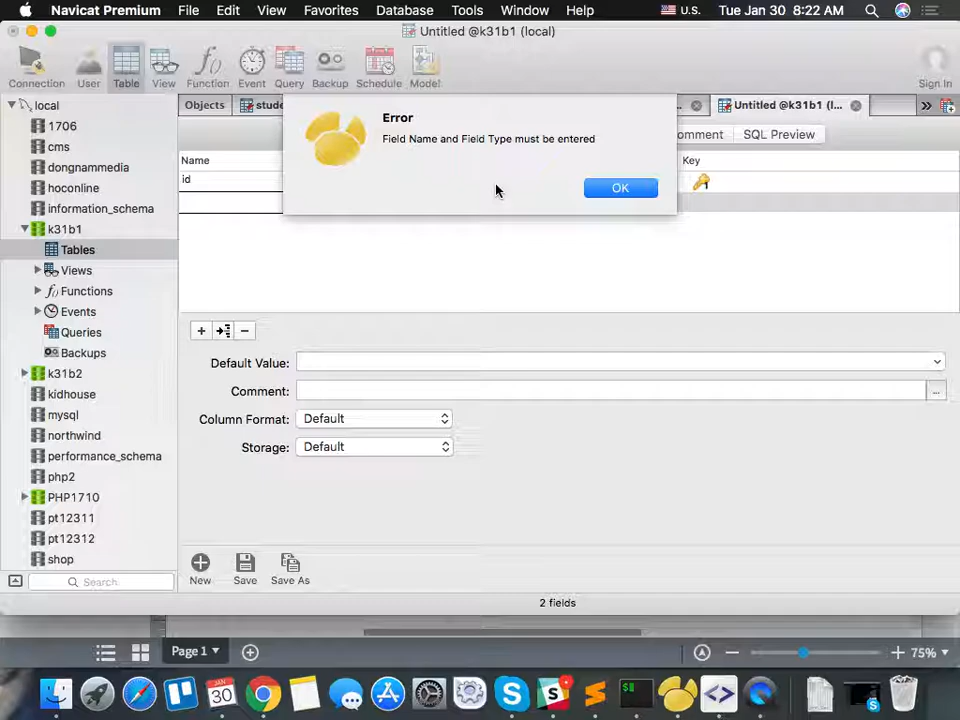 Navicat Premium File Edit View Favorites Database Tools Window Help U.S. Tue Jan 30 8:22 AM
Untitled @k31b1 (local)
Connection User Table View Function Event Query Backup Schedule Model Sign In
local
1706
cms
dongnammedia
hoconline
information_schema
k31b1
Tables
Views
Functions
Events
Queries
Backups
k31b2
kidhouse
mysql
northwind
performance_schema
php2
PHP1710
pt12311
pt12312
shop
Search
Objects stude Untitled @k31b1 (l...
omment SQL Preview
Name Key
id
Error
Field Name and Field Type must be entered
OK
Default Value:
Comment:
Column Format: Default
Storage: Default
New Save Save As
2 fields
Page 1 75%
JAN
30